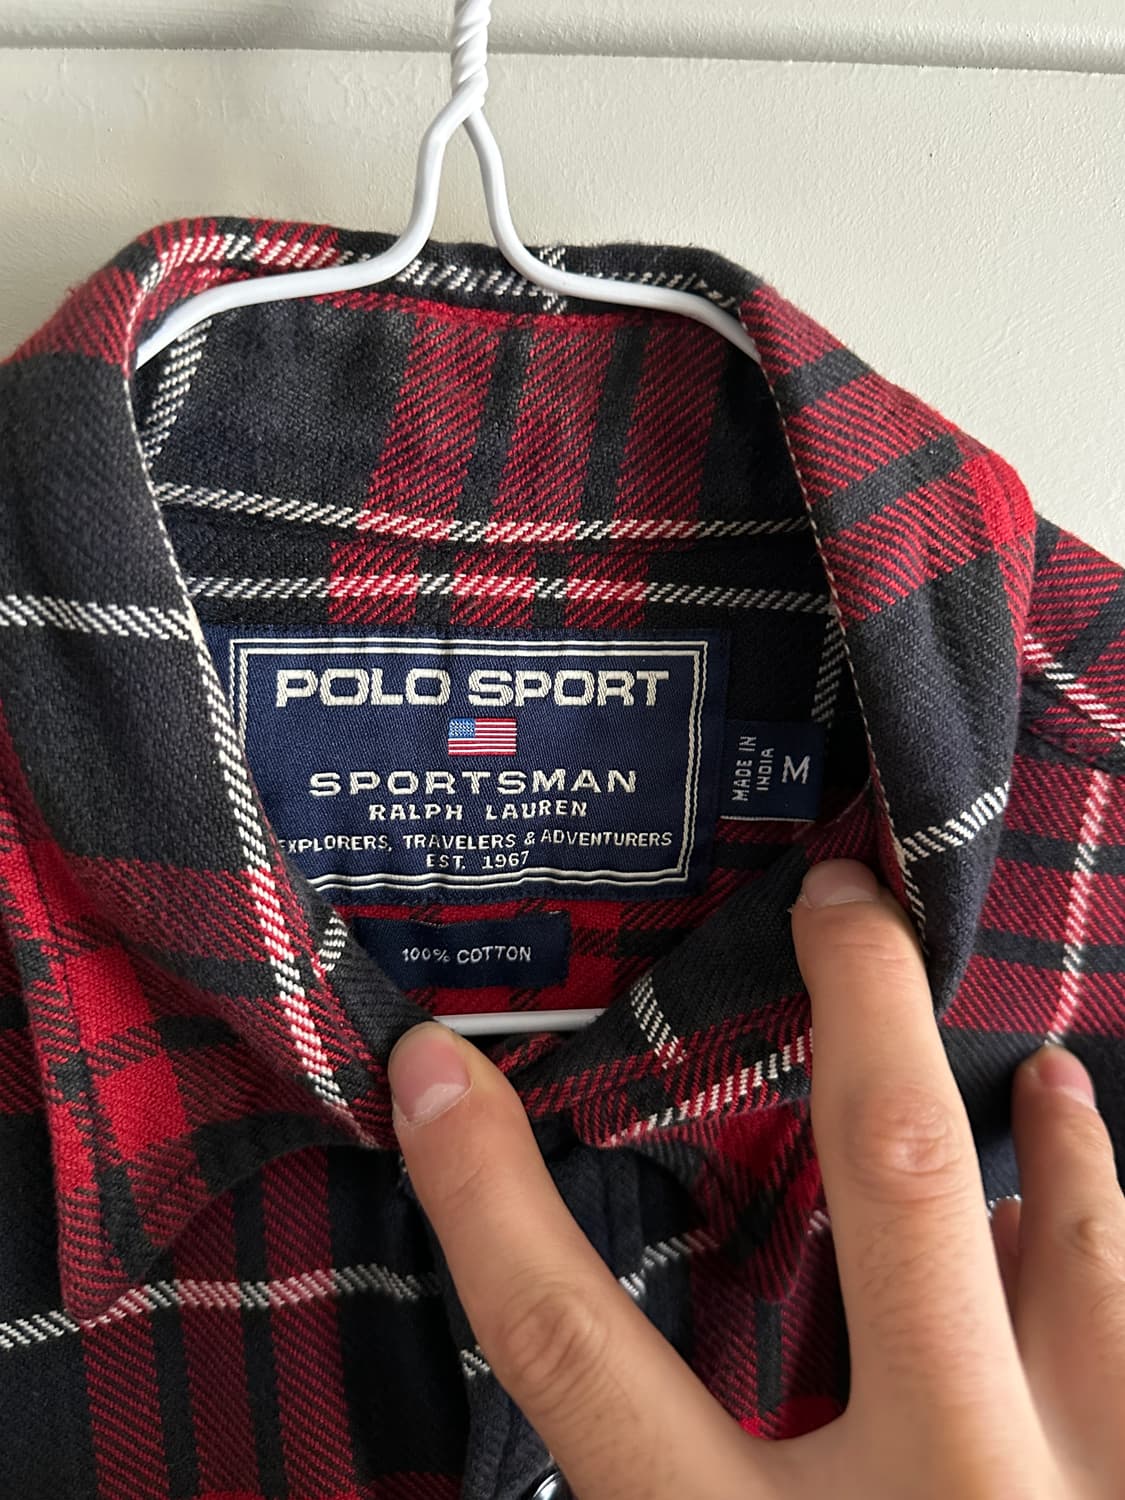 POLO SPORT
SPORTSMAN
RALPH LAUREN
EXPLORERS, TRAVELERS & ADVENTURERS
EST. 1967
MADE IN
INDIA
M
100% COTTON